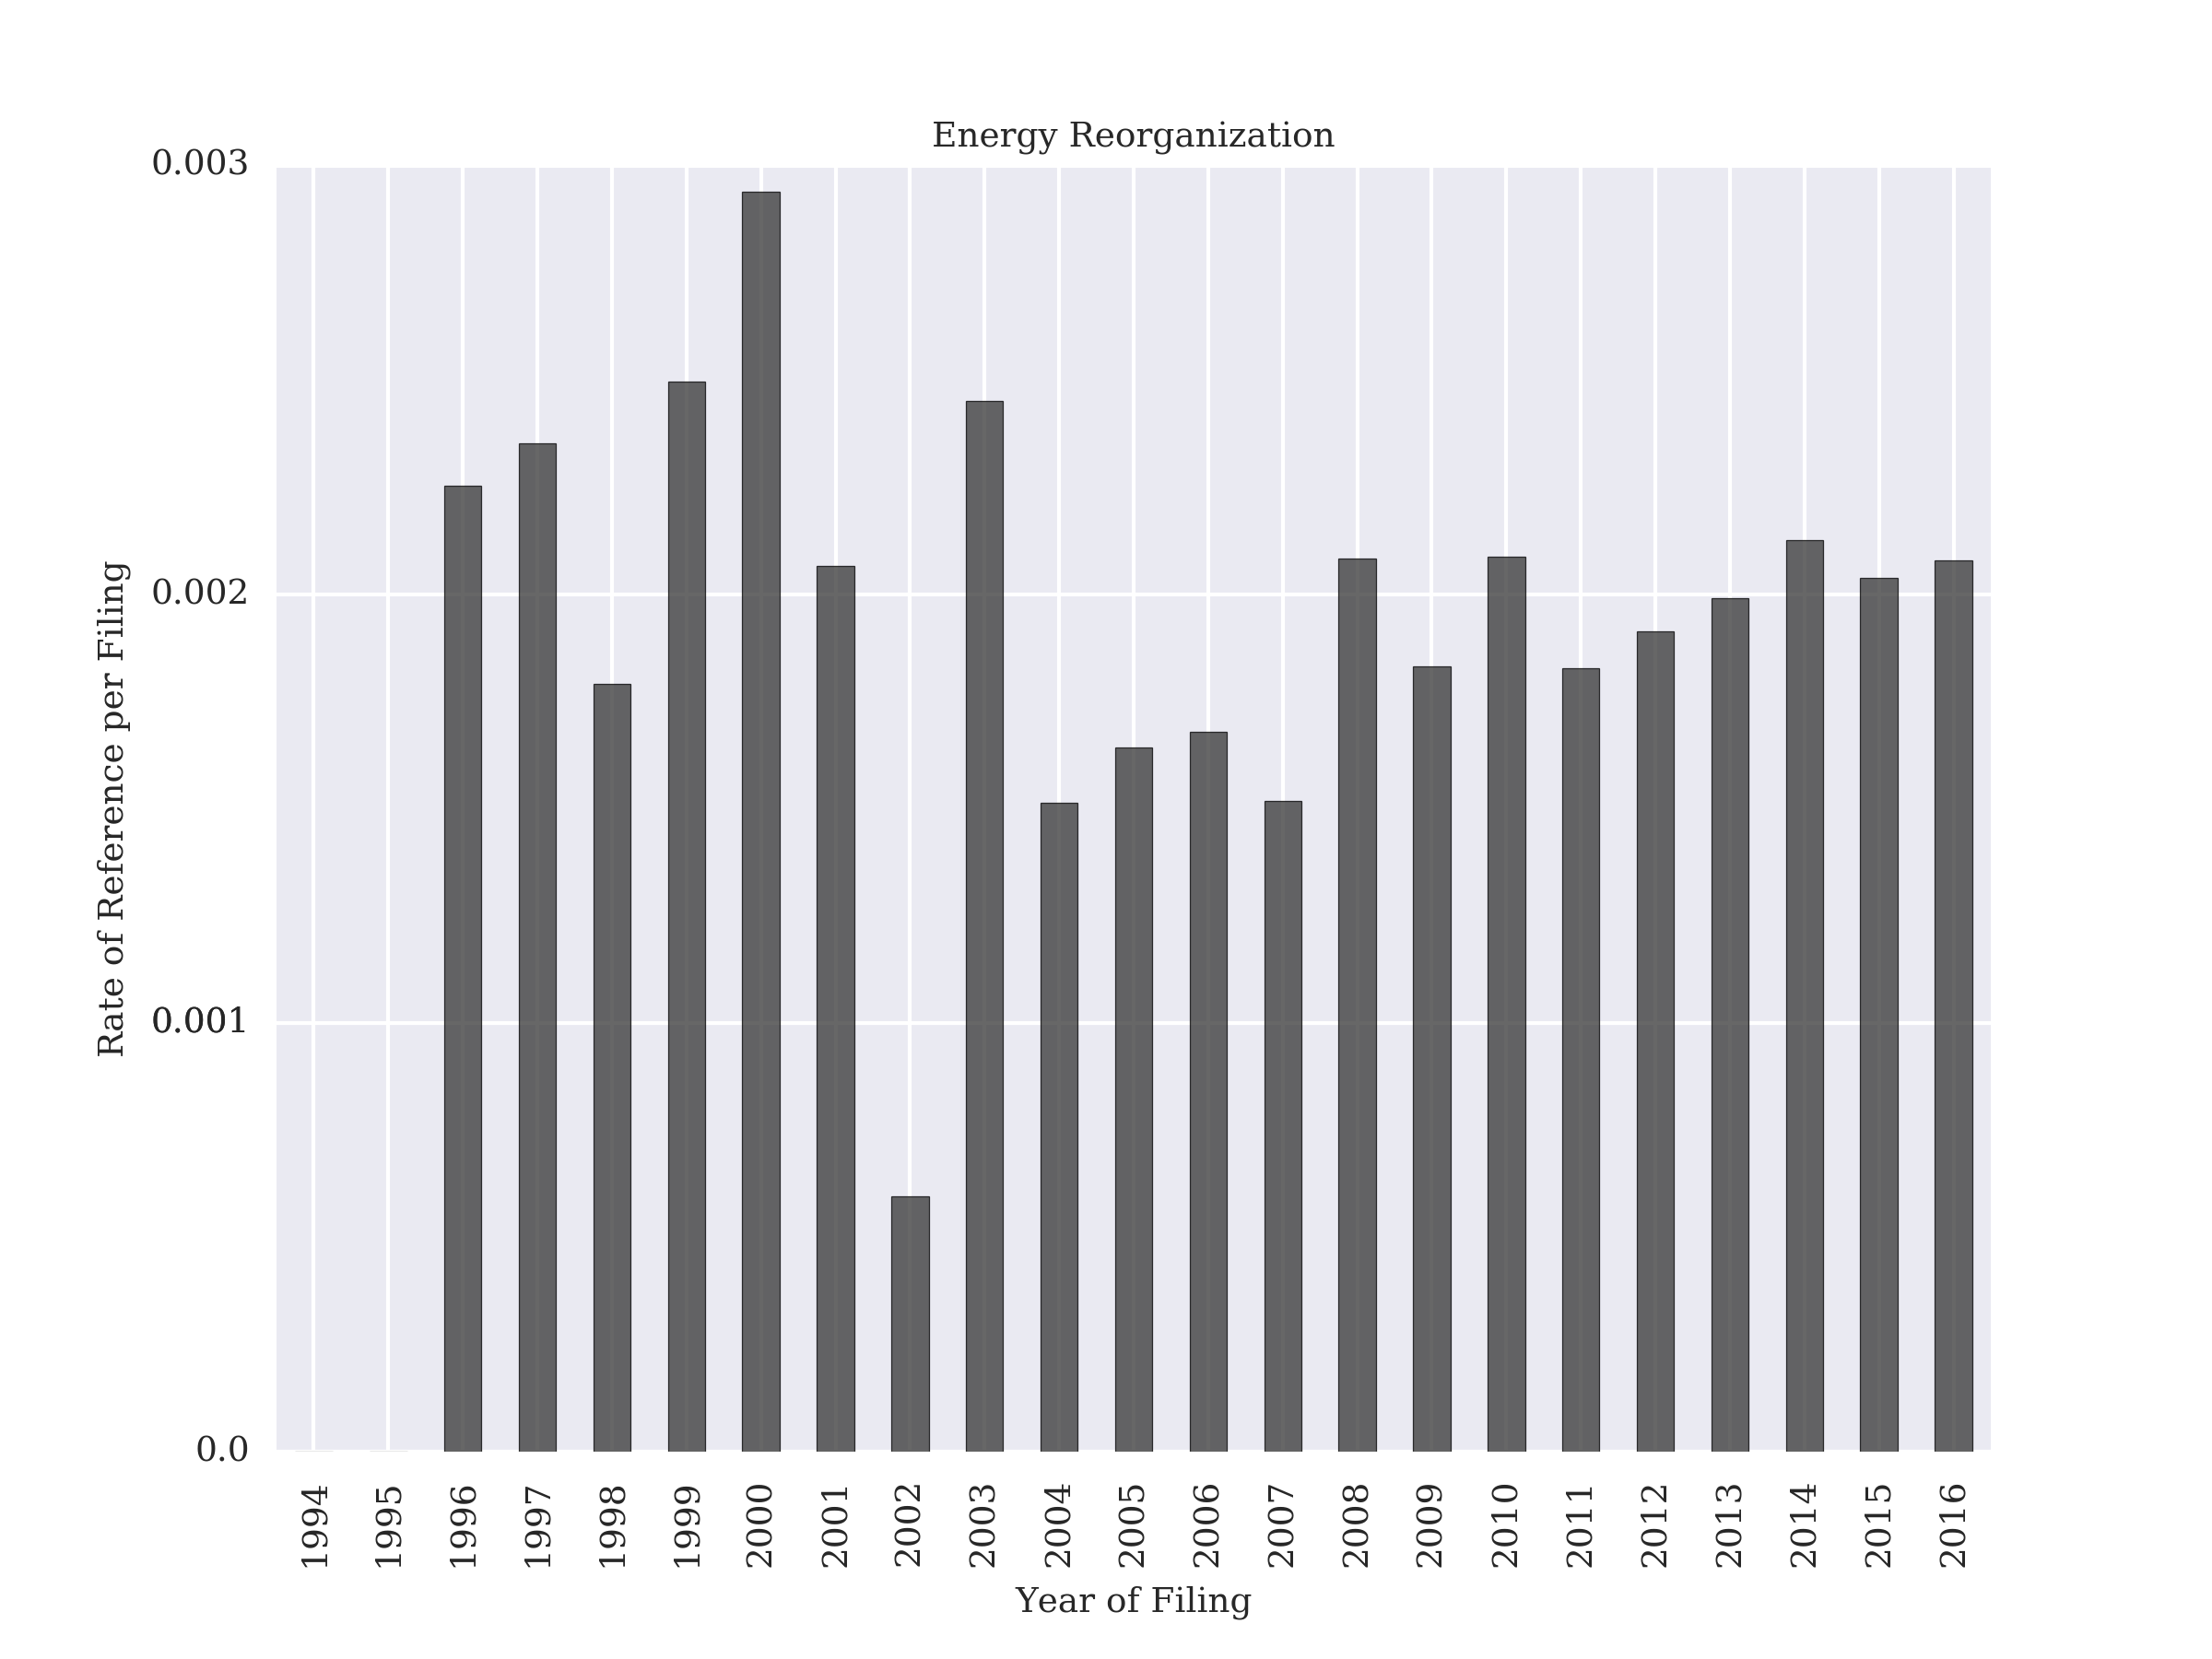 Energy Reorganization
0.003
0.002
0.001
0.0
Rate of Reference per Filing
1994 1995 1996 1997 1998 1999 2000 2001 2002 2003 2004 2005 2006 2007 2008 2009 2010 2011 2012 2013 2014 2015 2016
Year of Filing